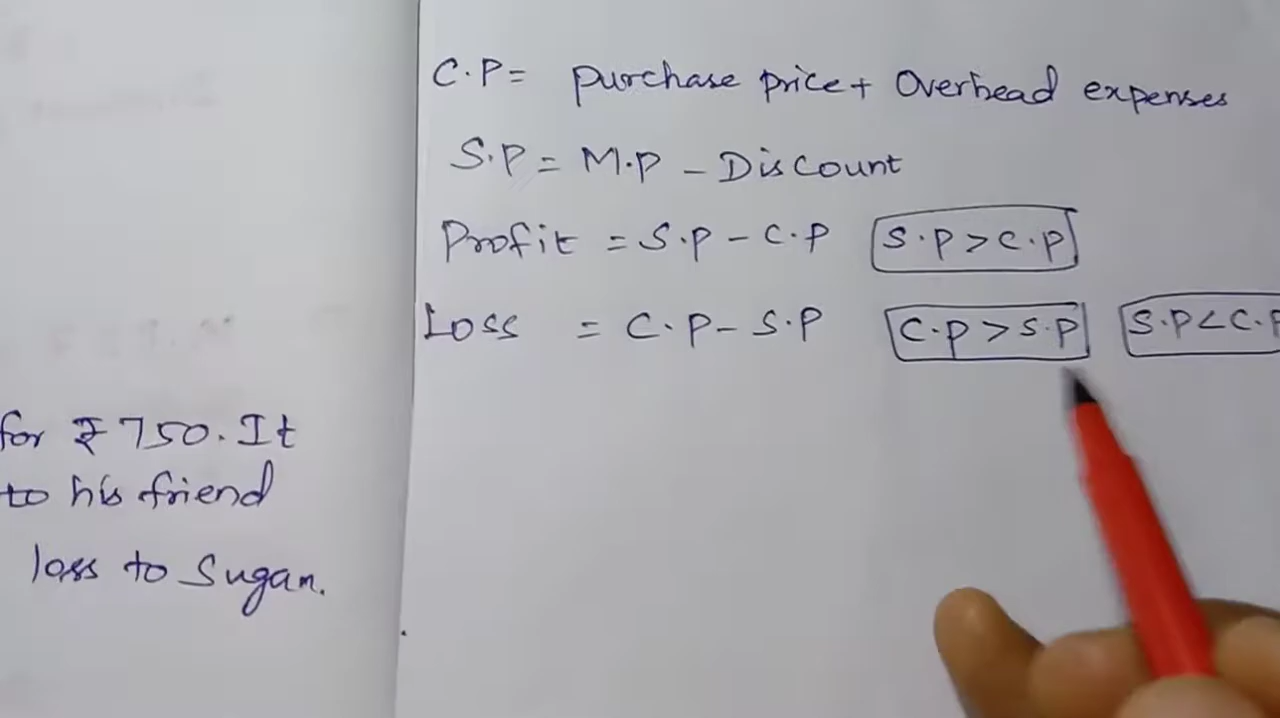 C.P= Purchase price+ Overhead expenses
S.P= M.P - Discount
Profit = S.P - C.P S.P>C.P
Loss = C.P- S.P C.P>S.P S.P<C.P
for ₹750. It
to his friend
loss to Sugan.